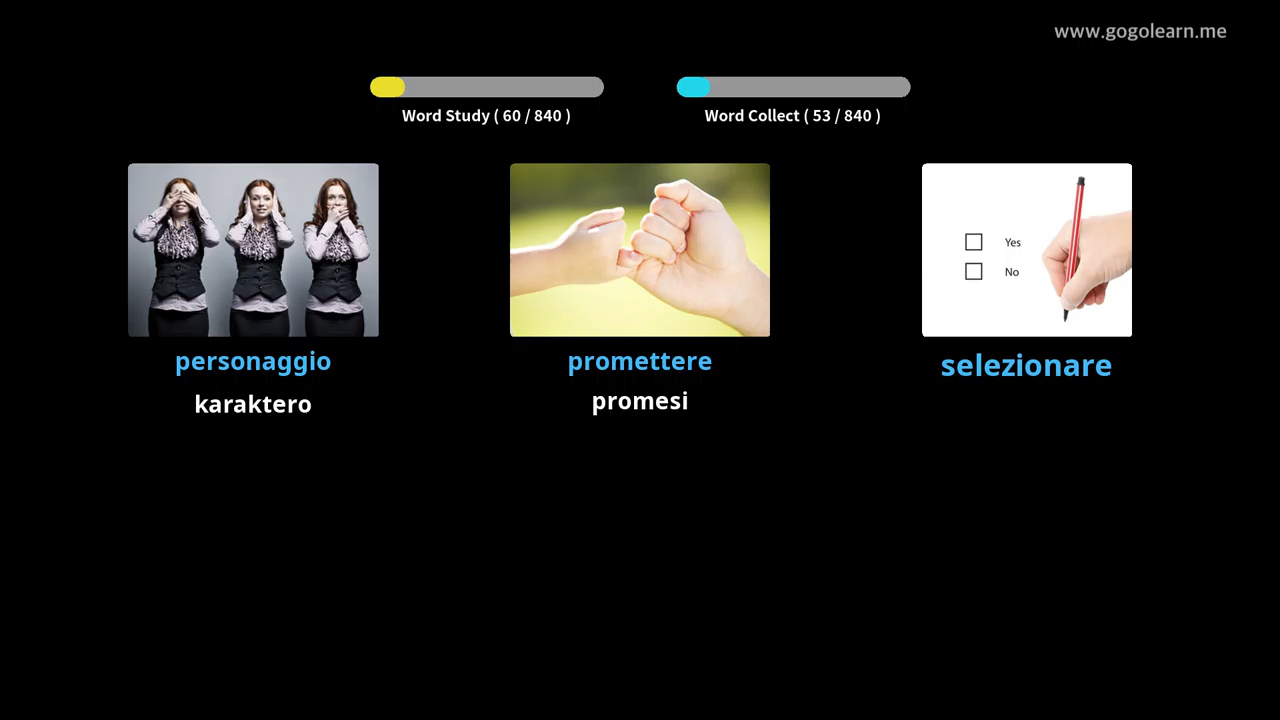 www.gogolearn.me
Word Study ( 60 / 840 )
Word Collect ( 53 / 840 )
Yes
No
personaggio
promettere
selezionare
karaktero
promesi